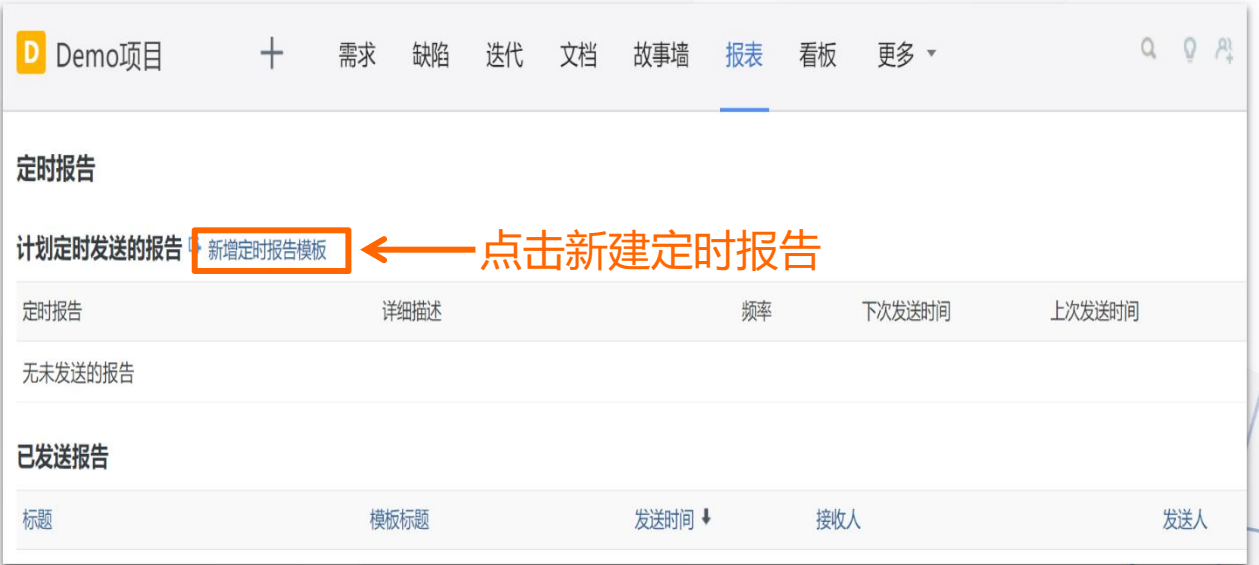 D Demo项目 需求 缺陷 迭代 文档 故事墙 报表 看板 更多
定时报告
计划定时发送的报告 新增定时报告模板 点击新建定时报告
定时报告 详细描述 频率 下次发送时间 上次发送时间
无未发送的报告
已发送报告
标题 模板标题 发送时间 接收人 发送人